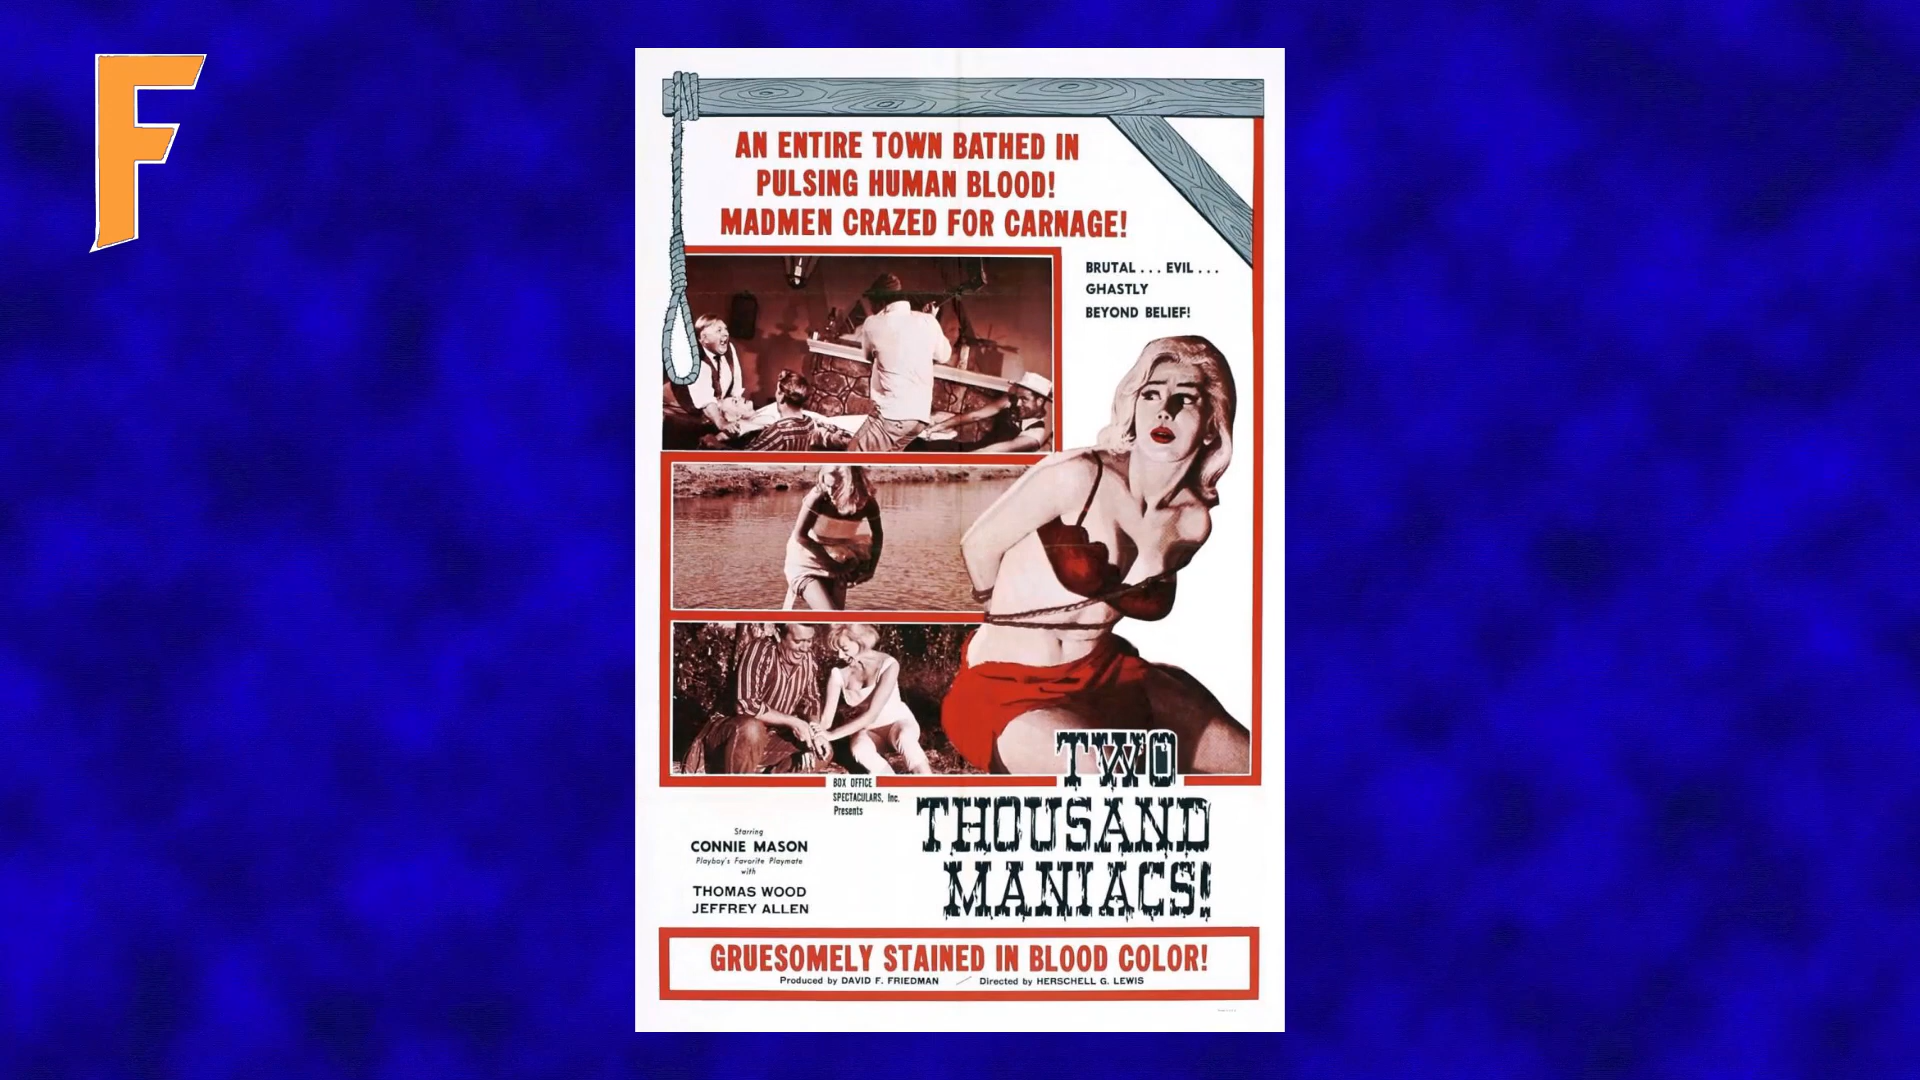 F
AN ENTIRE TOWN BATHED IN
PULSING HUMAN BLOOD!
MADMEN CRAZED FOR CARNAGE!
BRUTAL . . . EVIL . . .
GHASTLY
BEYOND BELIEF!
BOX OFFICE
SPECTACULARS, Inc.
Presents
TWO
THOUSAND
MANIACS!
Starring
CONNIE MASON
Playboy's Favorite Playmate
with
THOMAS WOOD
JEFFREY ALLEN
GRUESOMELY STAINED IN BLOOD COLOR!
Produced by DAVID F. FRIEDMAN / Directed by HERSCHELL G. LEWIS